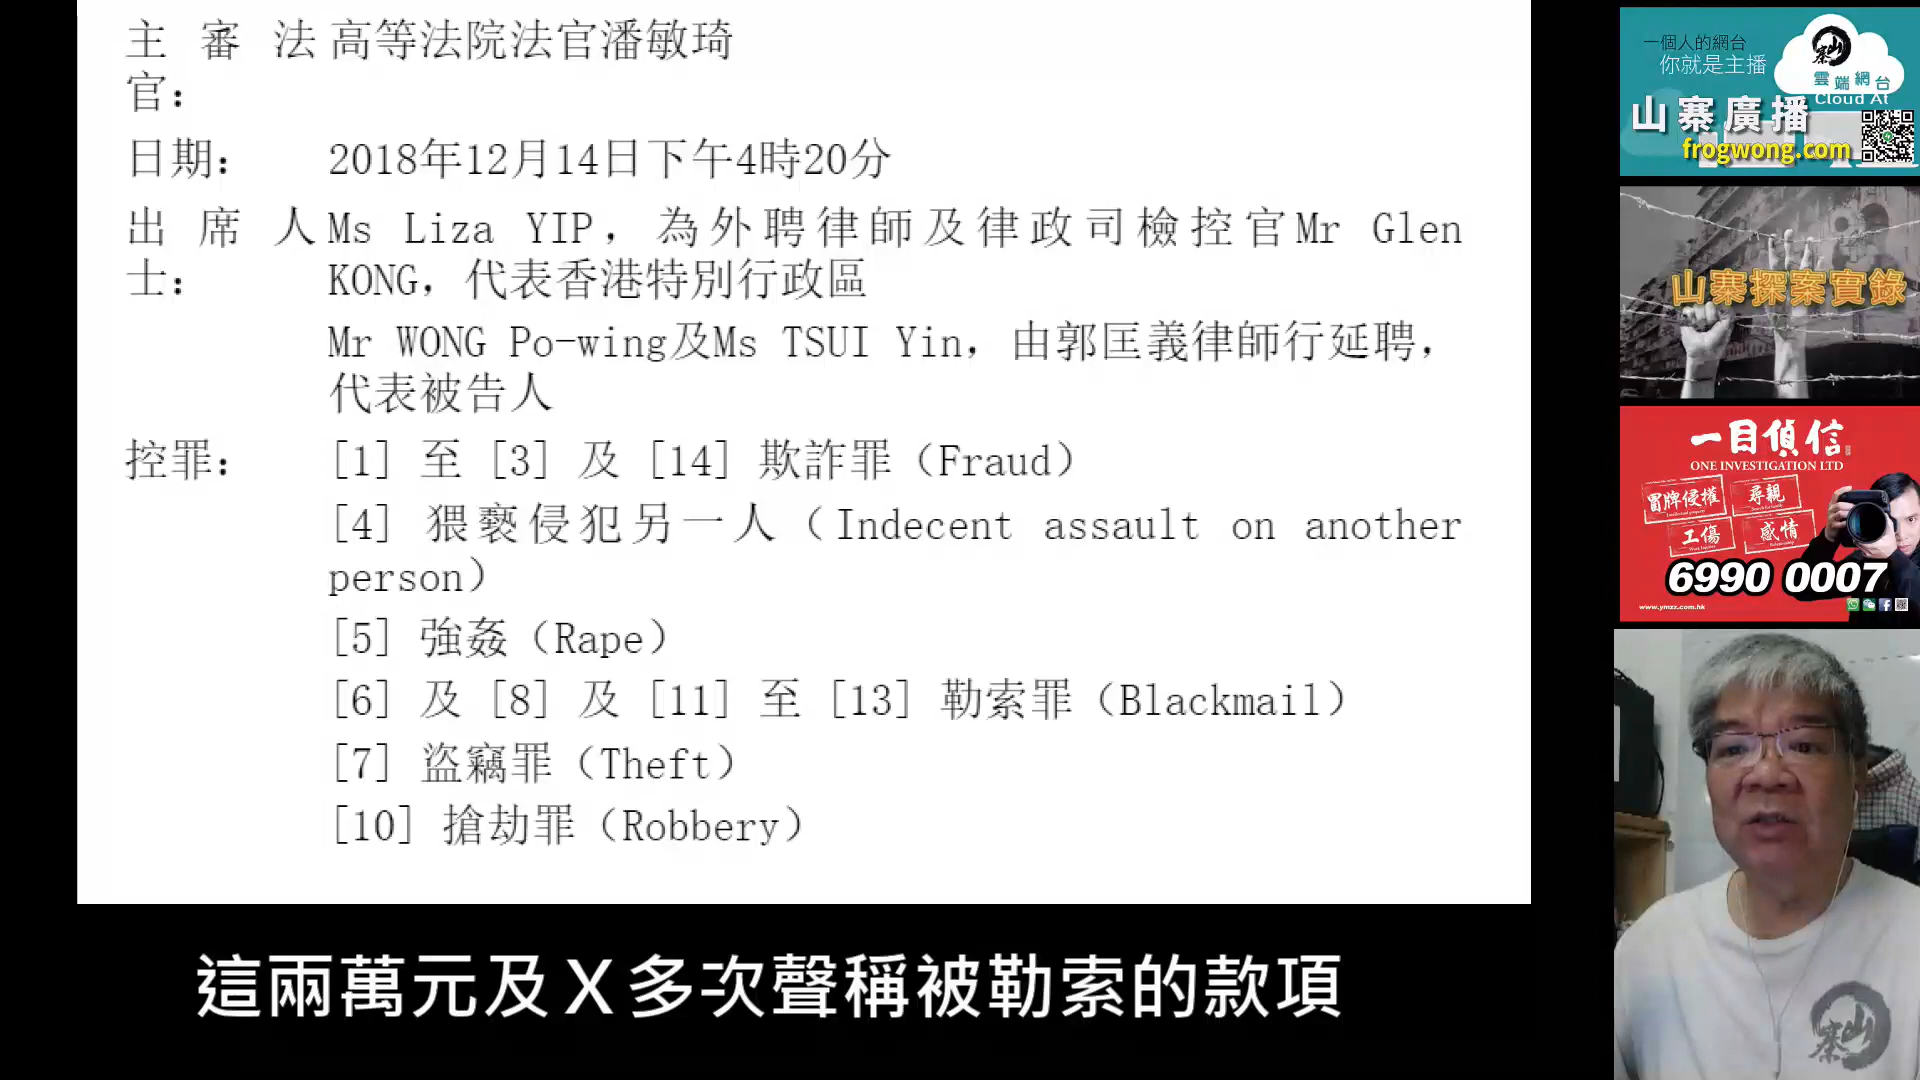 主審法官：
高等法院法官潘敏琦
日期：
2018年12月14日下午4時20分
出席人士：
Ms Liza YIP，為外聘律師及律政司檢控官Mr Glen
KONG，代表香港特別行政區
Mr WONG Po-wing及Ms TSUI Yin，由郭匡義律師行延聘，
代表被告人
控罪：
[1] 至 [3] 及 [14] 欺詐罪（Fraud）
[4] 猥褻侵犯另一人（Indecent assault on another
person）
[5] 強姦（Rape）
[6] 及 [8] 及 [11] 至 [13] 勒索罪（Blackmail）
[7] 盜竊罪（Theft）
[10] 搶劫罪（Robbery）
這兩萬元及X多次聲稱被勒索的款項
一個人的網台
你就是主播
山寨
雲端網台
Cloud At
山寨廣播
frogwong.com
山寨探案實錄
一目偵信
ONE INVESTIGATION LTD
冒牌侵權
尋親
工傷
感情
6990 0007
www.ymzz.com.hk
山寨